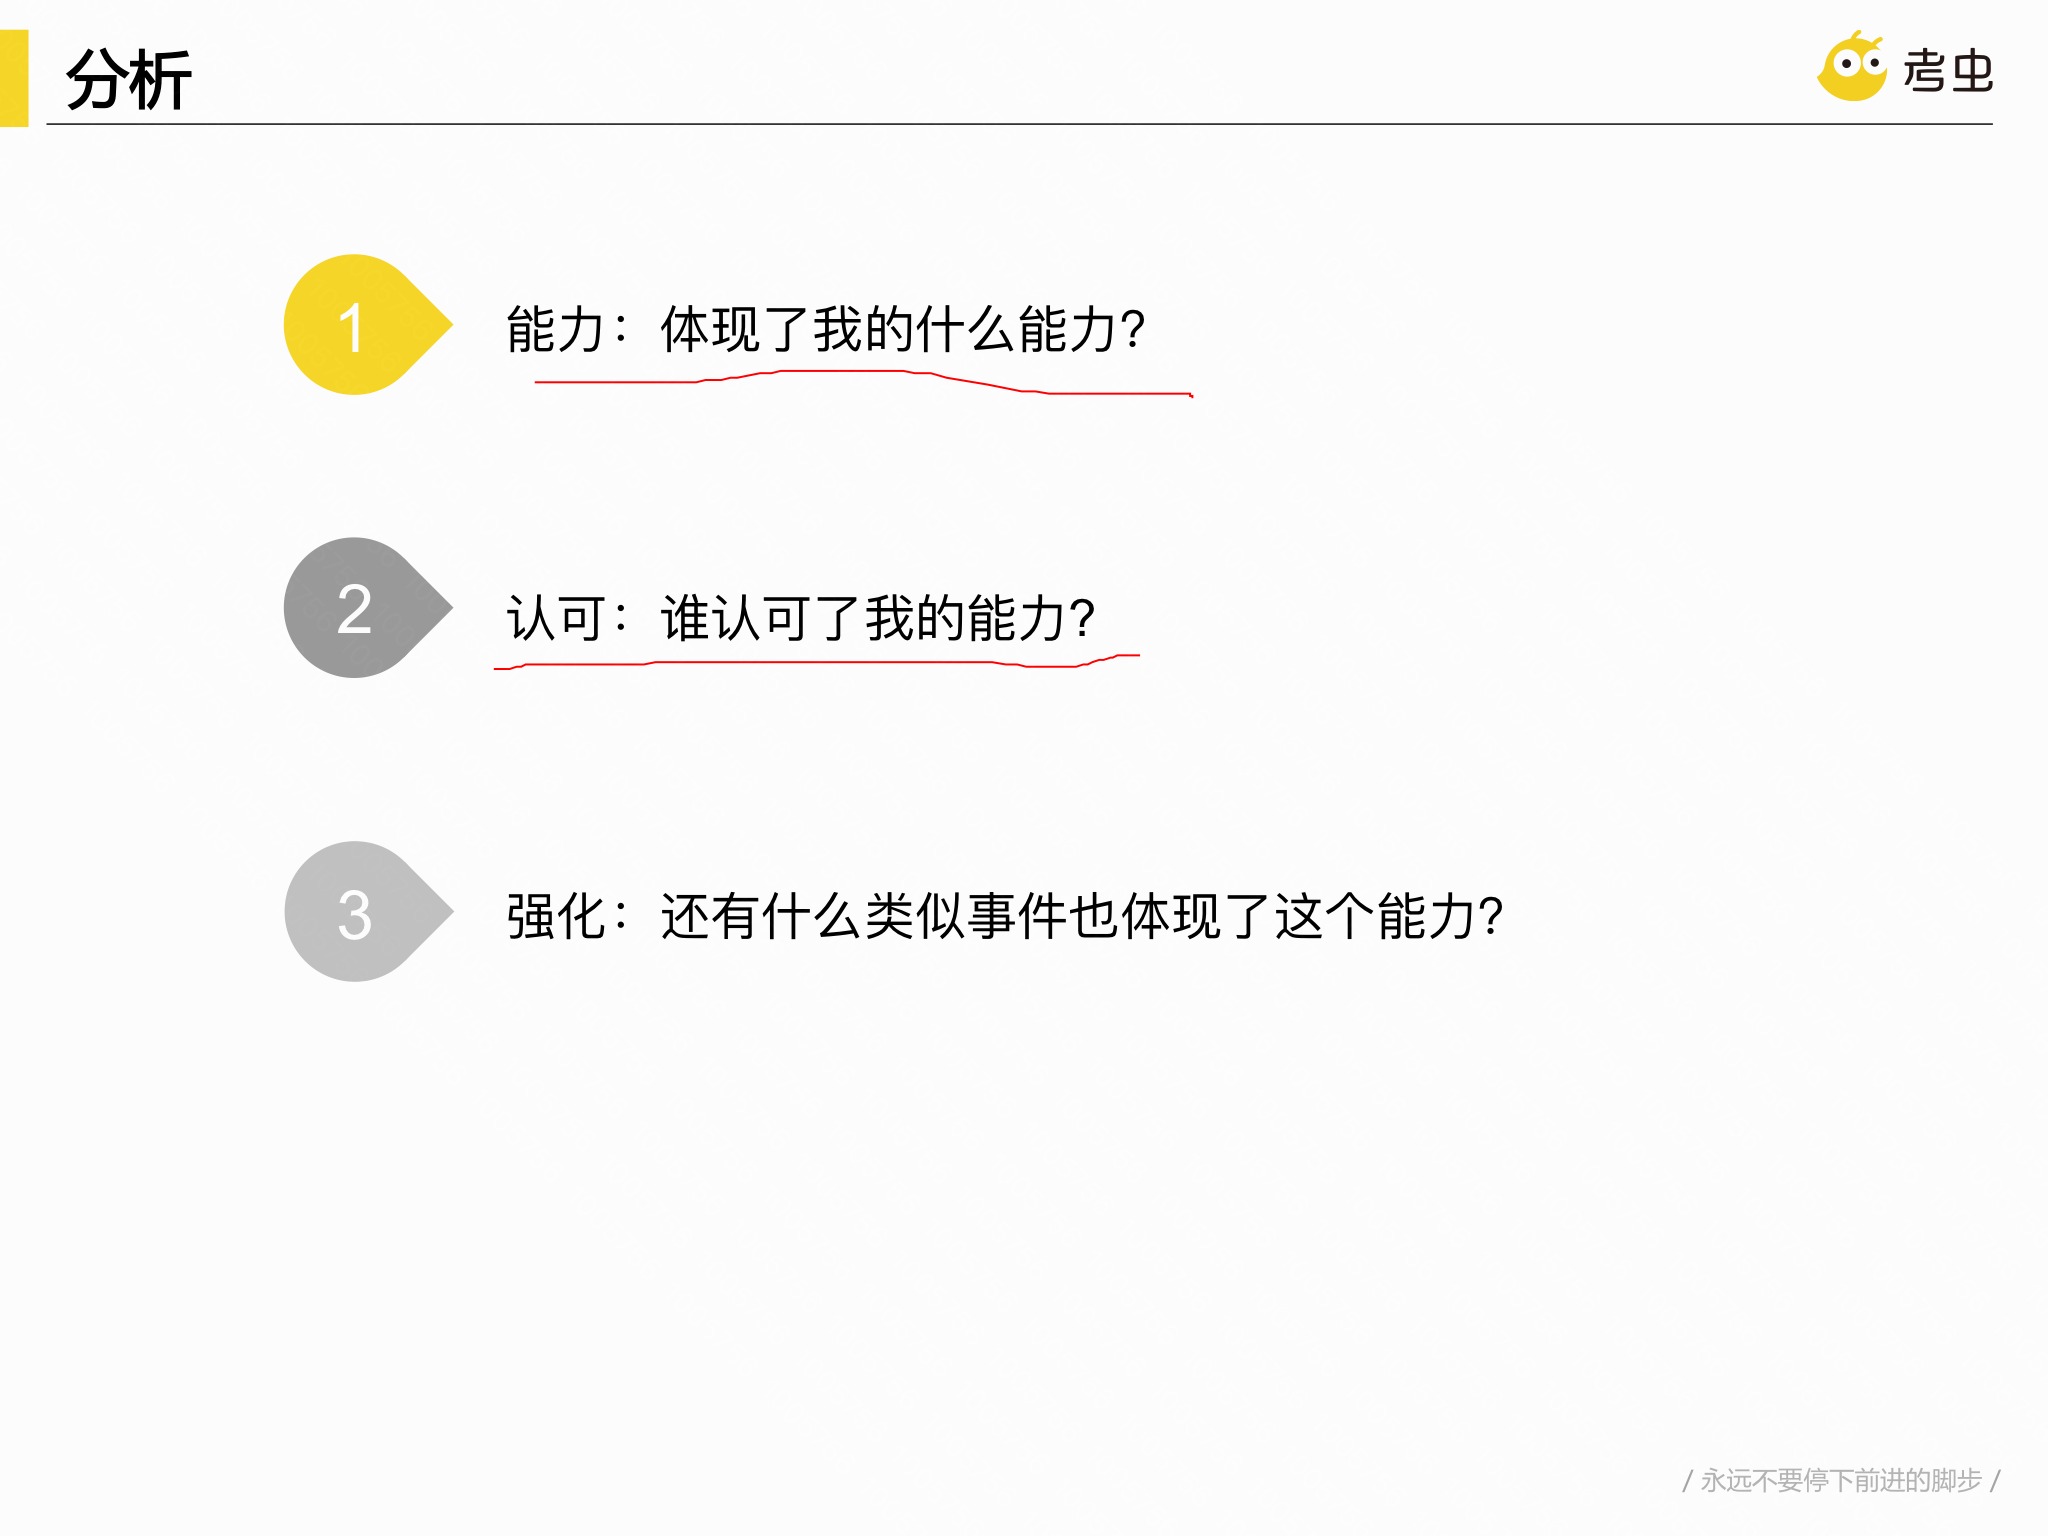 分析
考虫
1
能力：体现了我的什么能力？
2
认可：谁认可了我的能力？
3
强化：还有什么类似事件也体现了这个能力？
/ 永远不要停下前进的脚步 /